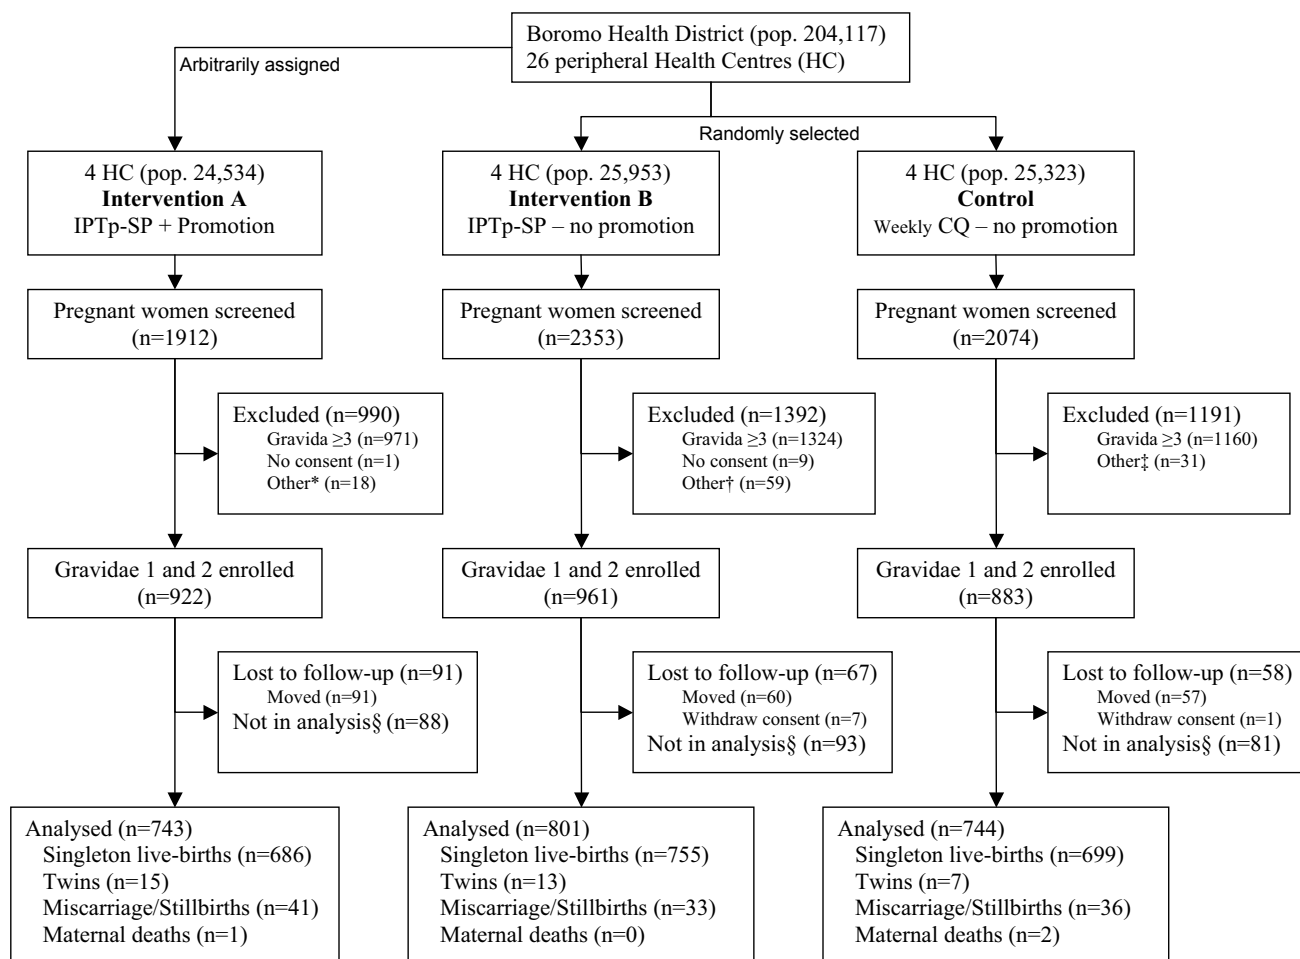 Boromo Health District (pop. 204,117)
26 peripheral Health Centres (HC)
Arbitrarily assigned
Randomly selected
4 HC (pop. 24,534)
Intervention A
IPTp-SP + Promotion
4 HC (pop. 25,953)
Intervention B
IPTp-SP – no promotion
4 HC (pop. 25,323)
Control
Weekly CQ – no promotion
Pregnant women screened
(n=1912)
Pregnant women screened
(n=2353)
Pregnant women screened
(n=2074)
Excluded (n=990)
Gravida ≥3 (n=971)
No consent (n=1)
Other* (n=18)
Excluded (n=1392)
Gravida ≥3 (n=1324)
No consent (n=9)
Other† (n=59)
Excluded (n=1191)
Gravida ≥3 (n=1160)
Other‡ (n=31)
Gravidae 1 and 2 enrolled
(n=922)
Gravidae 1 and 2 enrolled
(n=961)
Gravidae 1 and 2 enrolled
(n=883)
Lost to follow-up (n=91)
Moved (n=91)
Not in analysis§ (n=88)
Lost to follow-up (n=67)
Moved (n=60)
Withdraw consent (n=7)
Not in analysis§ (n=93)
Lost to follow-up (n=58)
Moved (n=57)
Withdraw consent (n=1)
Not in analysis§ (n=81)
Analysed (n=743)
Singleton live-births (n=686)
Twins (n=15)
Miscarriage/Stillbirths (n=41)
Maternal deaths (n=1)
Analysed (n=801)
Singleton live-births (n=755)
Twins (n=13)
Miscarriage/Stillbirths (n=33)
Maternal deaths (n=0)
Analysed (n=744)
Singleton live-births (n=699)
Twins (n=7)
Miscarriage/Stillbirths (n=36)
Maternal deaths (n=2)